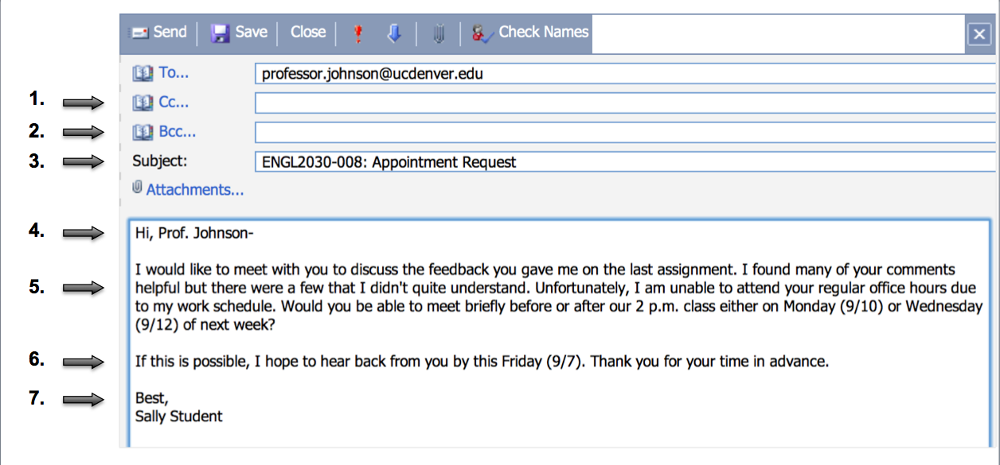 Send Save Close Check Names
To... professor.johnson@ucdenver.edu
1. Cc...
2. Bcc...
3. Subject: ENGL2030-008: Appointment Request
Attachments...
4. Hi, Prof. Johnson-
I would like to meet with you to discuss the feedback you gave me on the last assignment. I found many of your comments
5. helpful but there were a few that I didn't quite understand. Unfortunately, I am unable to attend your regular office hours due
to my work schedule. Would you be able to meet briefly before or after our 2 p.m. class either on Monday (9/10) or Wednesday
(9/12) of next week?
6. If this is possible, I hope to hear back from you by this Friday (9/7). Thank you for your time in advance.
7. Best,
Sally Student